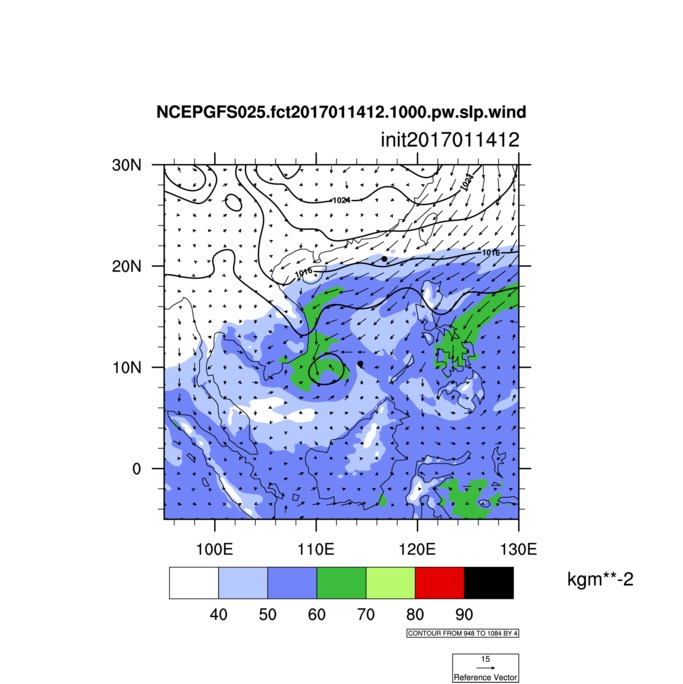 NCEPGFS025.fct2017011412.1000.pw.slp.wind
init2017011412
30N
20N
10N
0
1024
1024
1016
1016
100E 110E 120E 130E
40 50 60 70 80 90
kgm**-2
CONTOUR FROM 948 TO 1084 BY 4
15
Reference Vector